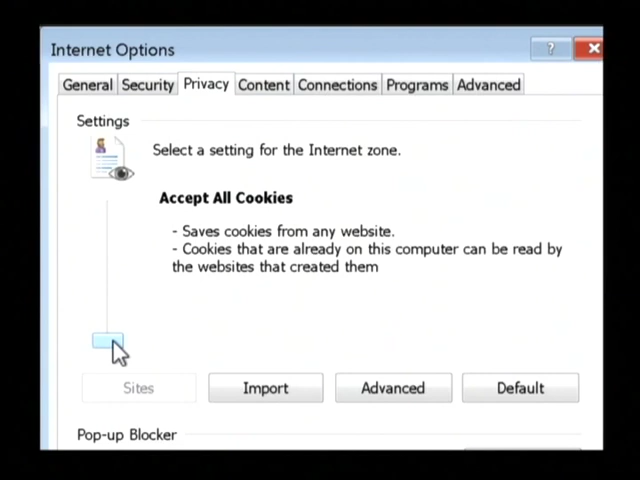 Internet Options
General Security Privacy Content Connections Programs Advanced
Settings
Select a setting for the Internet zone.
Accept All Cookies
- Saves cookies from any website.
- Cookies that are already on this computer can be read by
the websites that created them
Sites Import Advanced Default
Pop-up Blocker